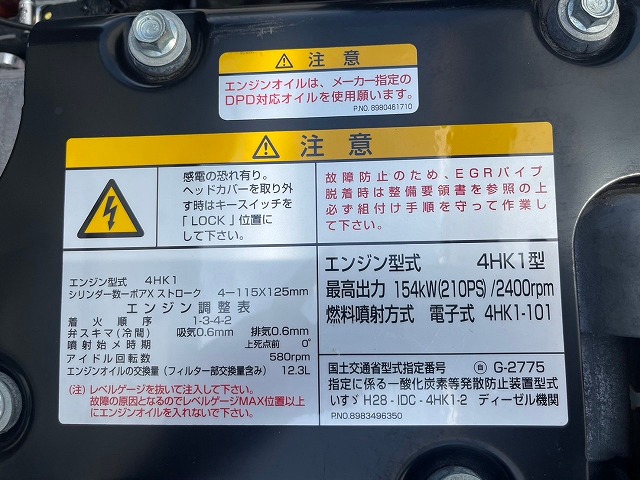 注意
エンジンオイルは、メーカー指定の
DPD対応オイルを使用願います。
P.NO. 8980461710
注意
感電の恐れ有り。
ヘッドカバーを取り外
す時はキースイッチを
「LOCK」位置に
して下さい。
故障防止のため、EGRパイプ
脱着時は整備要領書を参照の上
必ず組付け手順を守って作業し
て下さい。
エンジン型式 4HK1
シリンダー数ーボアX ストローク 4-115X125mm
エンジン調整表
着火順序 1-3-4-2
弁スキマ(冷間) 吸気0.6mm 排気0.6mm
噴射始メ時期 上死点前 0°
アイドル回転数 580rpm
エンジンオイルの交換量(フィルター部交換量含み) 12.3L
(注)レベルゲージを抜いて注入して下さい。
故障の原因となるのでレベルゲージMAX位置以上
にエンジンオイルを入れないで下さい。
エンジン型式 4HK1型
最高出力 154kW(210PS)/2400rpm
燃料噴射方式 電子式 4HK1-101
国土交通省型式指定番号 自 G-2775
指定に係る一酸化炭素等発散防止装置型式
いすゞ H28-IDC-4HK1-2 ディーゼル機関
P.NO.8983496350